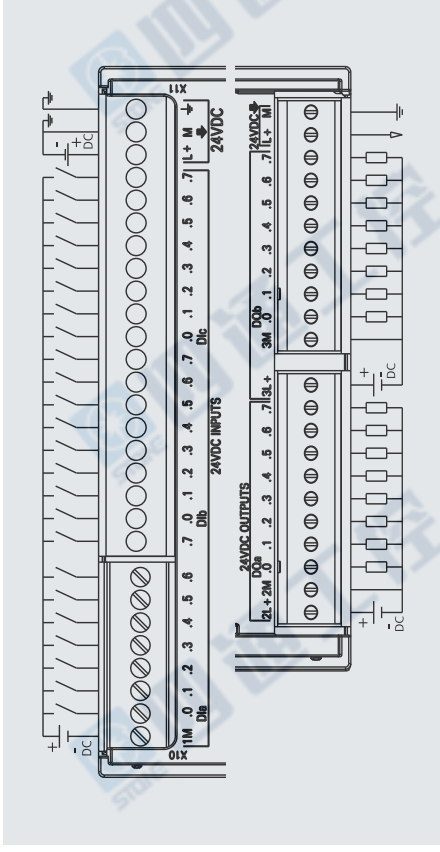 + - DC
- + DC
X10
X11
1M .0 .1 .2 .3 .4 .5 .6 .7 .0 .1 .2 .3 .4 .5 .6 .7 .0 .1 .2 .3 .4 .5 .6 .7 L+ M
DIa DIb DIc
24VDC INPUTS
24VDC
24VDC OUTPUTS
24VDC
DQa DQb
2L+ 2M .0 .1 .2 .3 .4 .5 .6 .7 3L+ 3M .0 .1 .2 .3 .4 .5 .6 .7 L+ M
+ - DC
+ - DC